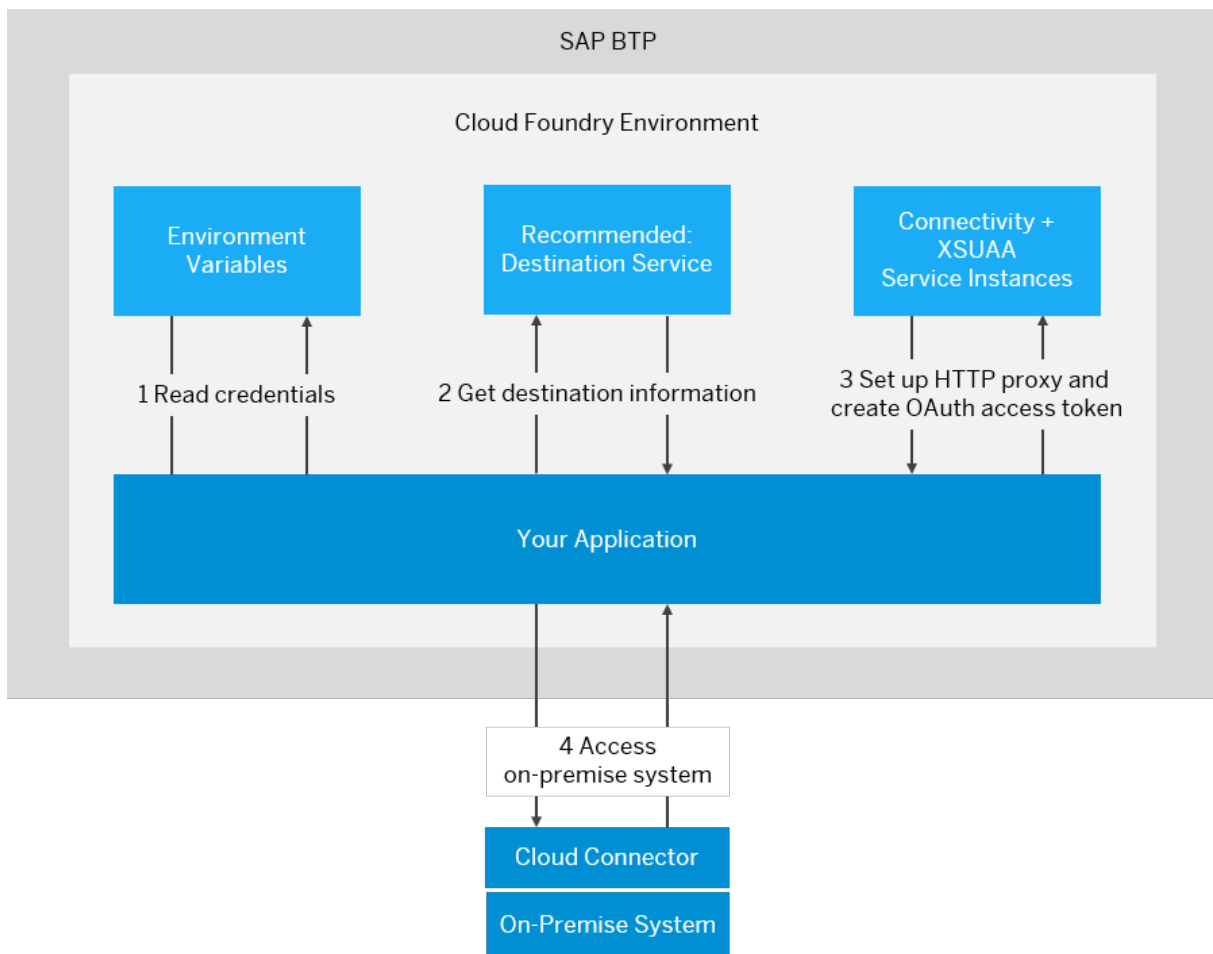 SAP BTP
Cloud Foundry Environment
Environment
Variables
Recommended:
Destination Service
Connectivity +
XSUAA
Service Instances
1 Read credentials
2 Get destination information
3 Set up HTTP proxy and
create OAuth access token
Your Application
4 Access
on-premise system
Cloud Connector
On-Premise System